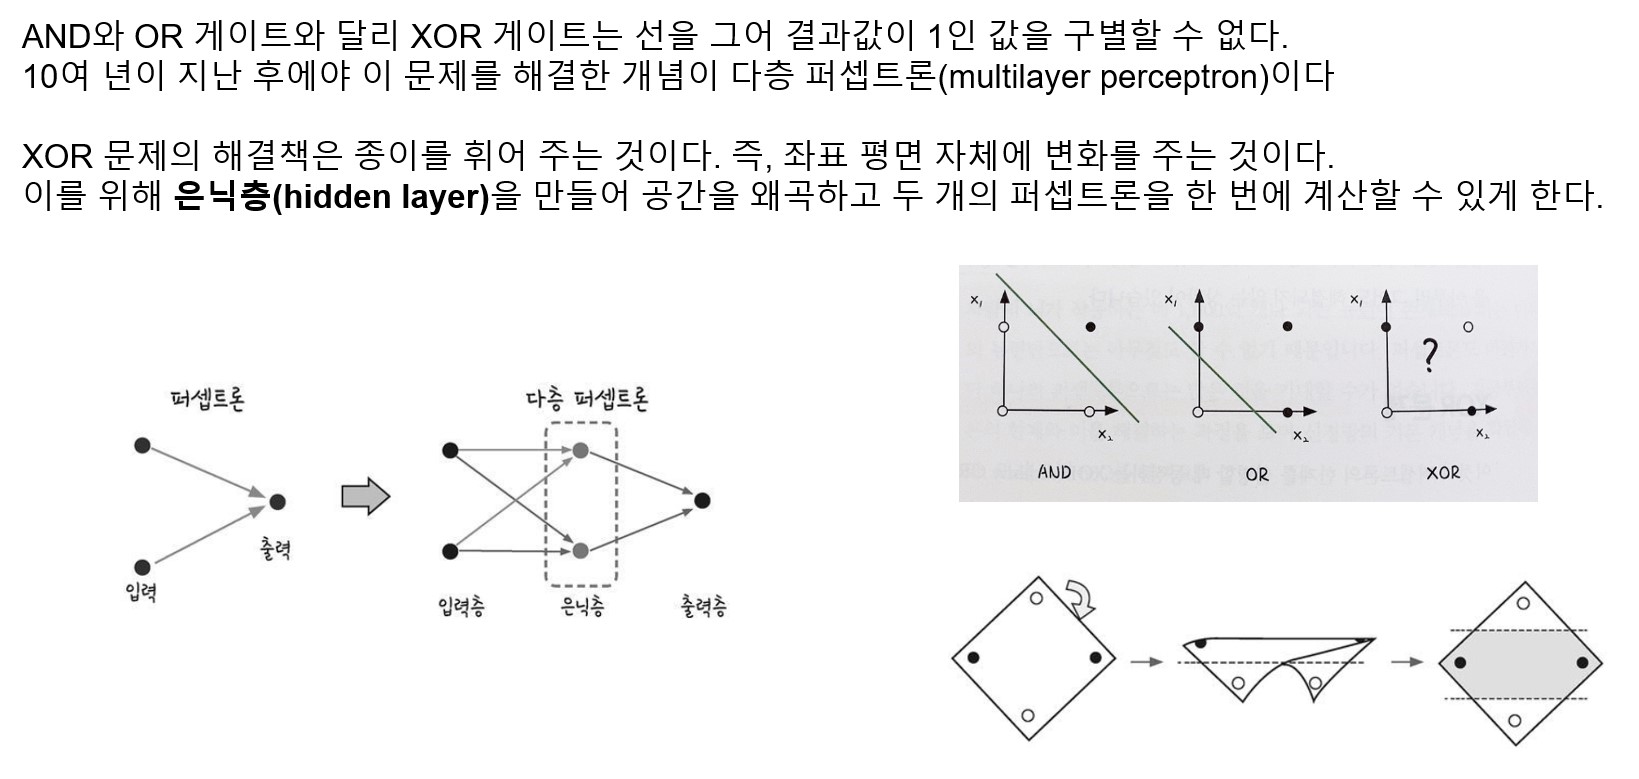 AND와 OR 게이트와 달리 XOR 게이트는 선을 그어 결과값이 1인 값을 구별할 수 없다.
10여 년이 지난 후에야 이 문제를 해결한 개념이 다층 퍼셉트론(multilayer perceptron)이다
XOR 문제의 해결책은 종이를 휘어 주는 것이다. 즉, 좌표 평면 자체에 변화를 주는 것이다.
이를 위해 은닉층(hidden layer)을 만들어 공간을 왜곡하고 두 개의 퍼셉트론을 한 번에 계산할 수 있게 한다.
퍼셉트론
입력
출력
다층 퍼셉트론
입력층
은닉층
출력층
x₁
x₂
AND
x₁
x₂
OR
x₁
?
x₂
XOR